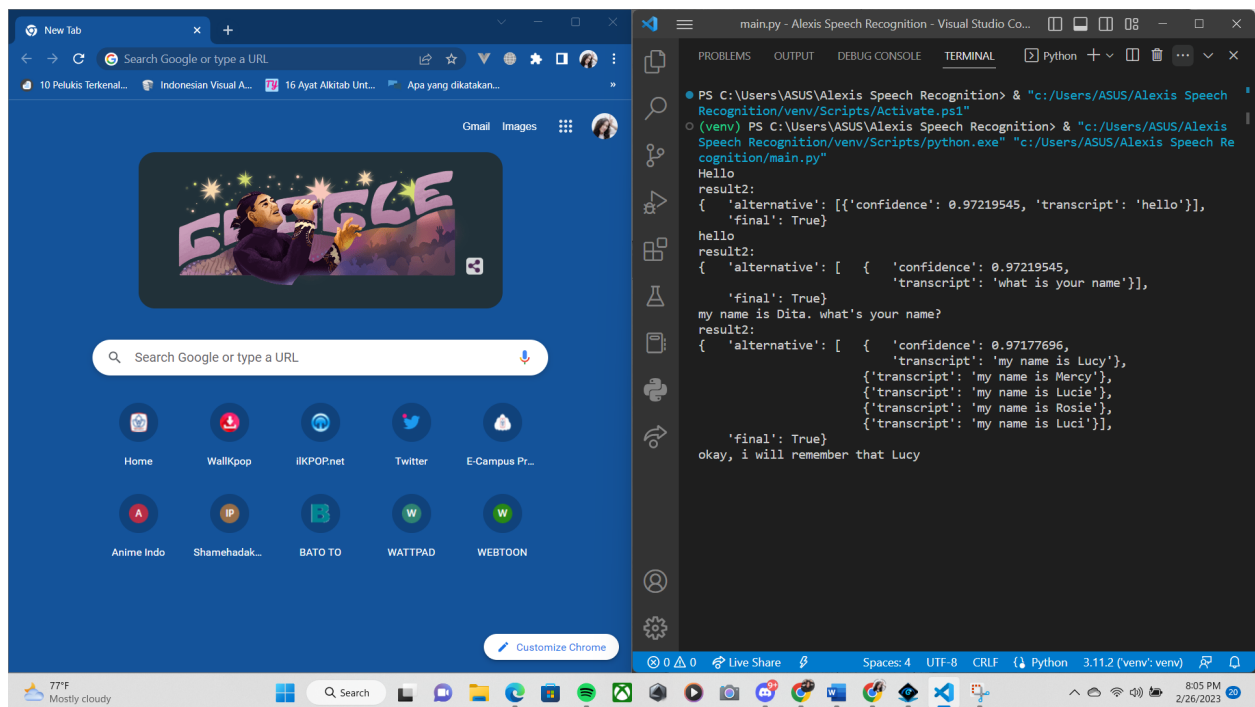 New Tab
Search Google or type a URL
10 Pelukis Terkenal...
Indonesian Visual A...
16 Ayat Alkitab Unt...
Apa yang dikatakan...
»
Gmail
Images
GOOGLE
Search Google or type a URL
Home
WallKpop
ilKPOP.net
Twitter
E-Campus Pr...
A
IP
B
W
W
Anime Indo
Shamehadak...
BATO TO
WATTPAD
WEBTOON
Customize Chrome
main.py - Alexis Speech Recognition - Visual Studio Co...
PROBLEMS
OUTPUT
DEBUG CONSOLE
TERMINAL
Python
PS C:\Users\ASUS\Alexis Speech Recognition> & "c:/Users/ASUS/Alexis Speech
Recognition/venv/Scripts/Activate.ps1"
(venv) PS C:\Users\ASUS\Alexis Speech Recognition> & "c:/Users/ASUS/Alexis
Speech Recognition/venv/Scripts/python.exe" "c:/Users/ASUS/Alexis Speech Re
cognition/main.py"
Hello
result2:
{   'alternative': [{'confidence': 0.97219545, 'transcript': 'hello'}],
    'final': True}
hello
result2:
{   'alternative': [   {   'confidence': 0.97219545,
                           'transcript': 'what is your name'}],
    'final': True}
my name is Dita. what's your name?
result2:
{   'alternative': [   {   'confidence': 0.97177696,
                           'transcript': 'my name is Lucy'},
                       {'transcript': 'my name is Mercy'},
                       {'transcript': 'my name is Lucie'},
                       {'transcript': 'my name is Rosie'},
                       {'transcript': 'my name is Luci'}],
    'final': True}
okay, i will remember that Lucy
0
0
Live Share
Spaces: 4
UTF-8
CRLF
Python
3.11.2 ('venv': venv)
77°F
Mostly cloudy
Search
9+
8:05 PM
2/26/2023
20